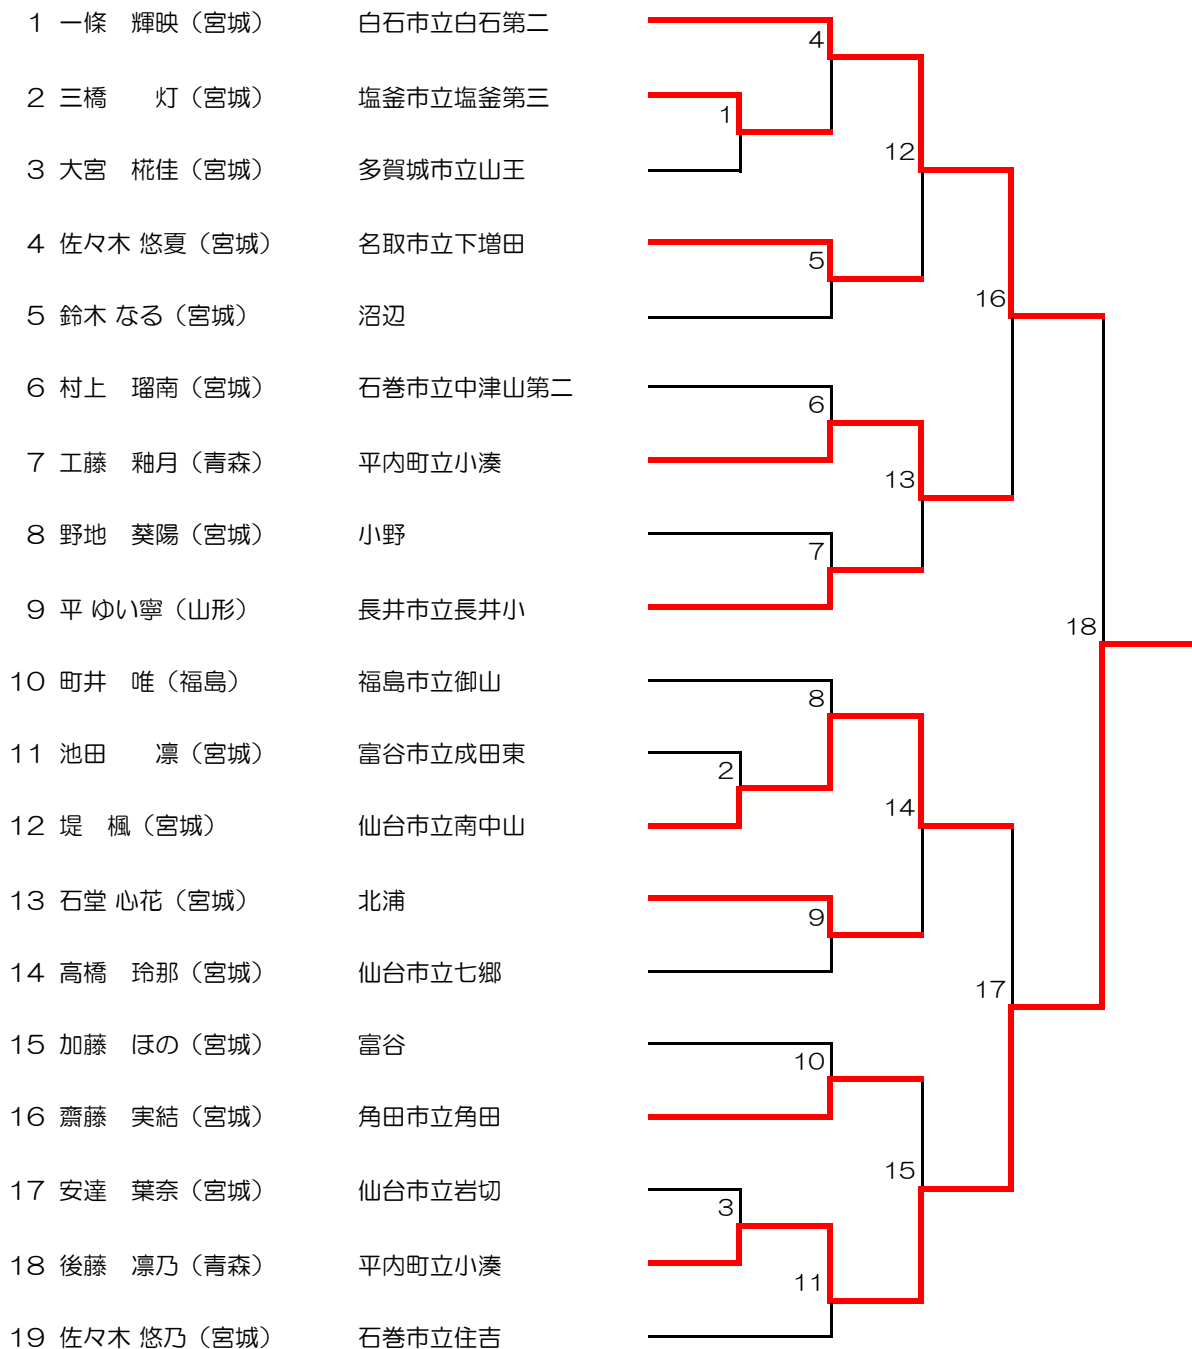 1 一條　輝映（宮城） 白石市立白石第二
4
2 三橋　　灯（宮城） 塩釜市立塩釜第三
1
12
3 大宮　椛佳（宮城） 多賀城市立山王
4 佐々木 悠夏（宮城） 名取市立下増田
5
16
5 鈴木 なる（宮城） 沼辺
6 村上　瑠南（宮城） 石巻市立中津山第二
6
7 工藤　釉月（青森） 平内町立小湊
13
8 野地　葵陽（宮城） 小野
7
9 平 ゆい寧（山形） 長井市立長井小
18
10 町井　唯（福島） 福島市立御山
8
11 池田　　凛（宮城） 富谷市立成田東
2
14
12 堤　楓（宮城） 仙台市立南中山
13 石堂 心花（宮城） 北浦
9
14 高橋　玲那（宮城） 仙台市立七郷
17
15 加藤　ほの（宮城） 富谷
10
16 齋藤　実結（宮城） 角田市立角田
15
17 安達　葉奈（宮城） 仙台市立岩切
3
18 後藤　凛乃（青森） 平内町立小湊
11
19 佐々木 悠乃（宮城） 石巻市立住吉